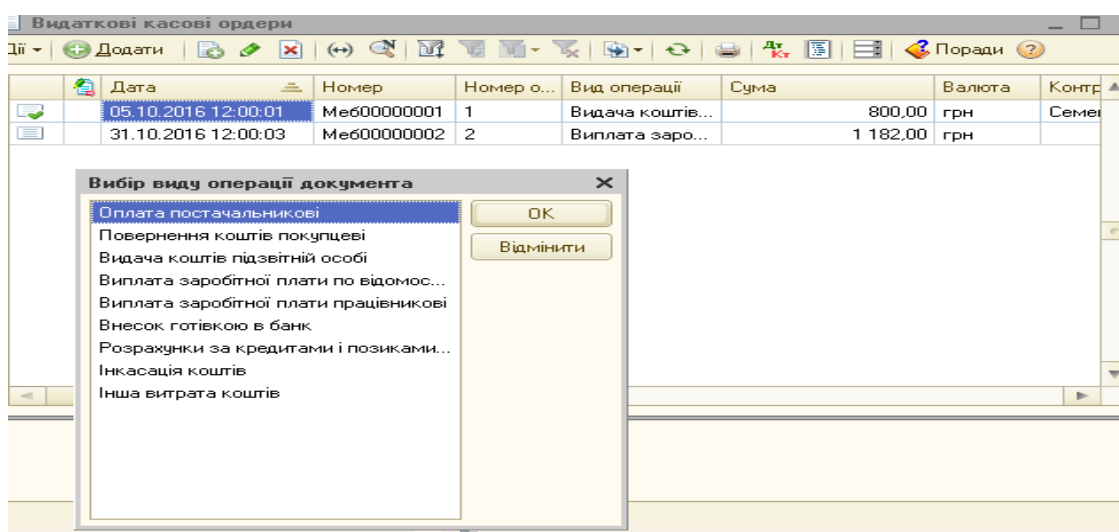 Видаткові касові ордери
Дії Додати Поради
Дата Номер Номер о... Вид операції Сума Валюта Контр
05.10.2016 12:00:01 Меб00000001 1 Видача коштів... 800,00 грн Семен
31.10.2016 12:00:03 Меб00000002 2 Виплата заро... 1 182,00 грн
Вибір виду операції документа
Оплата постачальникові
OK
Повернення коштів покупцеві
Відмінити
Видача коштів підзвітній особі
Виплата заробітної плати по відомос...
Виплата заробітної плати працівникові
Внесок готівкою в банк
Розрахунки за кредитами і позиками...
Інкасація коштів
Інша витрата коштів